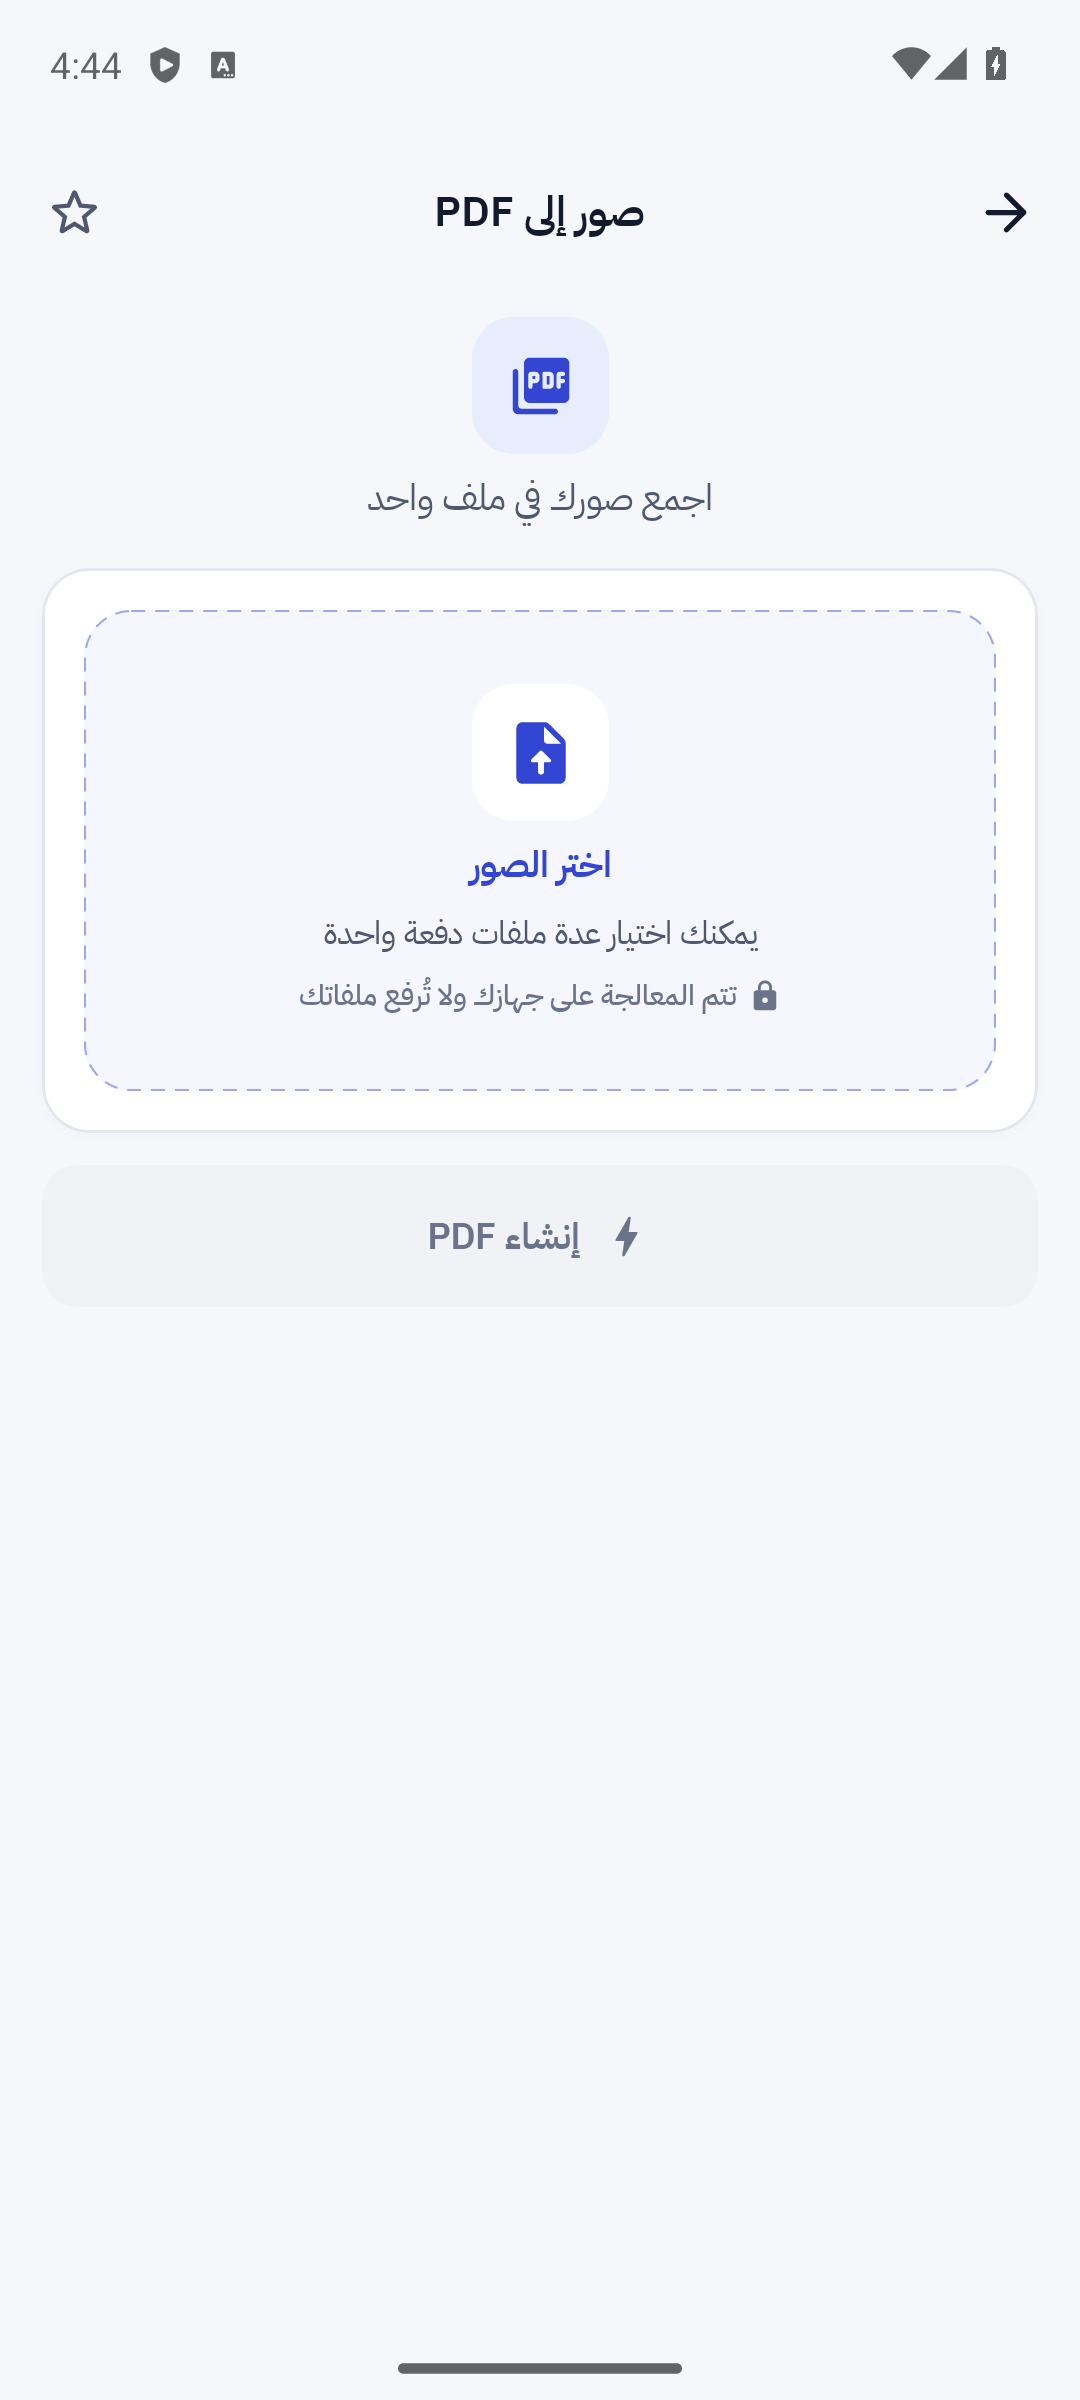 4:44
صور إلى PDF
PDF
اجمع صورك في ملف واحد
اختر الصور
يمكنك اختيار عدة ملفات دفعة واحدة
تتم المعالجة على جهازك ولا تُرفع ملفاتك
إنشاء PDF